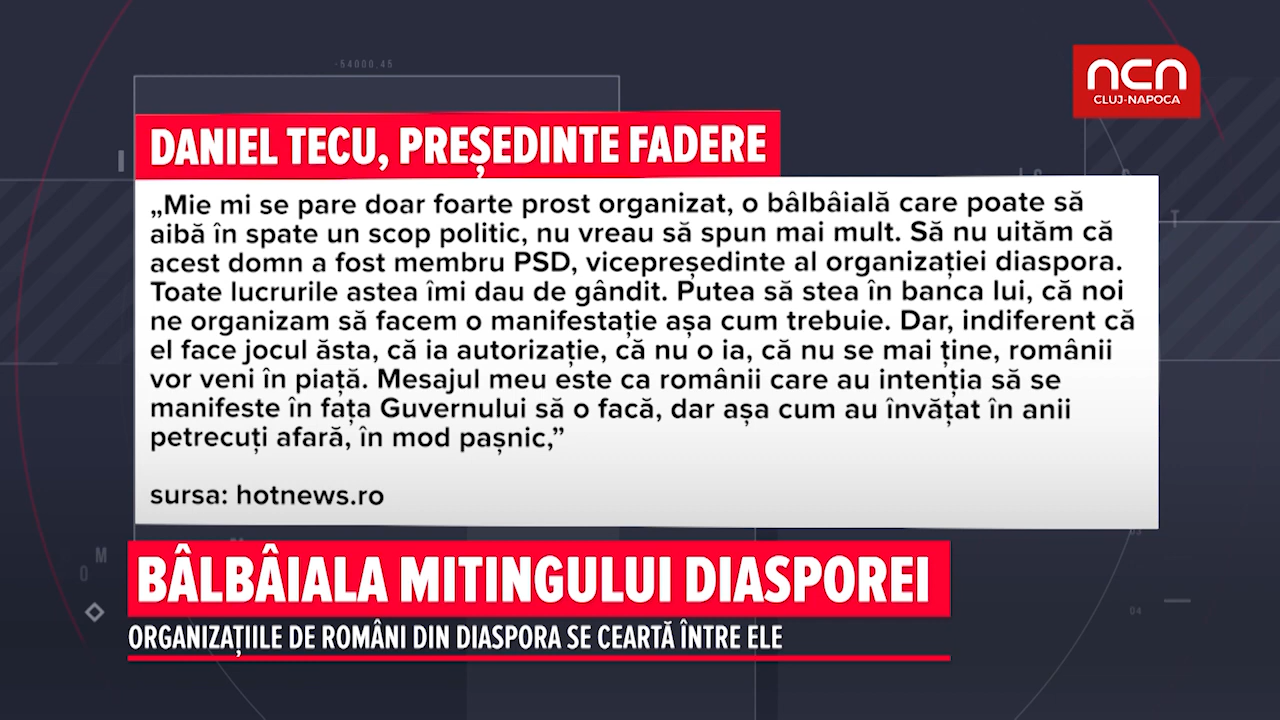 -54000.45
ncn
CLUJ-NAPOCA
DANIEL TECU, PREȘEDINTE FADERE
„Mie mi se pare doar foarte prost organizat, o bâlbâială care poate să
aibă în spate un scop politic, nu vreau să spun mai mult. Să nu uităm că
acest domn a fost membru PSD, vicepreședinte al organizației diaspora.
Toate lucrurile astea îmi dau de gândit. Putea să stea în banca lui, că noi
ne organizam să facem o manifestație așa cum trebuie. Dar, indiferent că
el face jocul ăsta, că ia autorizație, că nu o ia, că nu se mai ține, românii
vor veni în piață. Mesajul meu este ca românii care au intenția să se
manifeste în fața Guvernului să o facă, dar așa cum au învățat în anii
petrecuți afară, în mod pașnic,”
sursa: hotnews.ro
M
0
04
BÂLBÂIALA MITINGULUI DIASPOREI
ORGANIZAȚIILE DE ROMÂNI DIN DIASPORA SE CEARTĂ ÎNTRE ELE